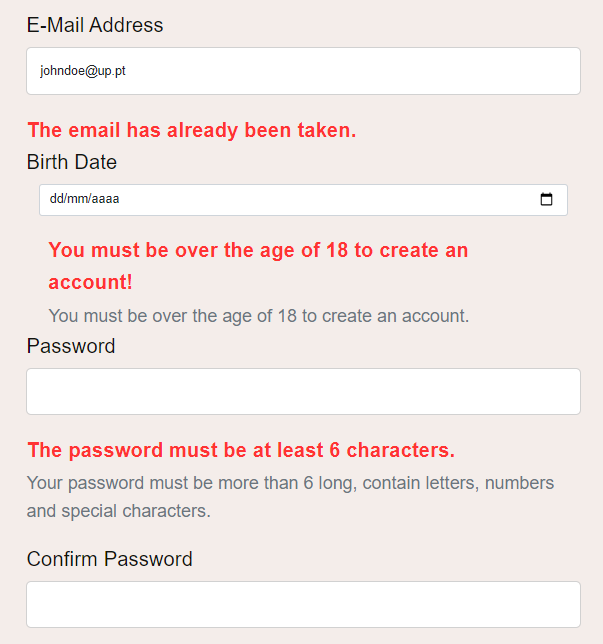 E-Mail Address
johndoe@up.pt
The email has already been taken.
Birth Date
dd/mm/aaaa
You must be over the age of 18 to create an
account!
You must be over the age of 18 to create an account.
Password
The password must be at least 6 characters.
Your password must be more than 6 long, contain letters, numbers
and special characters.
Confirm Password